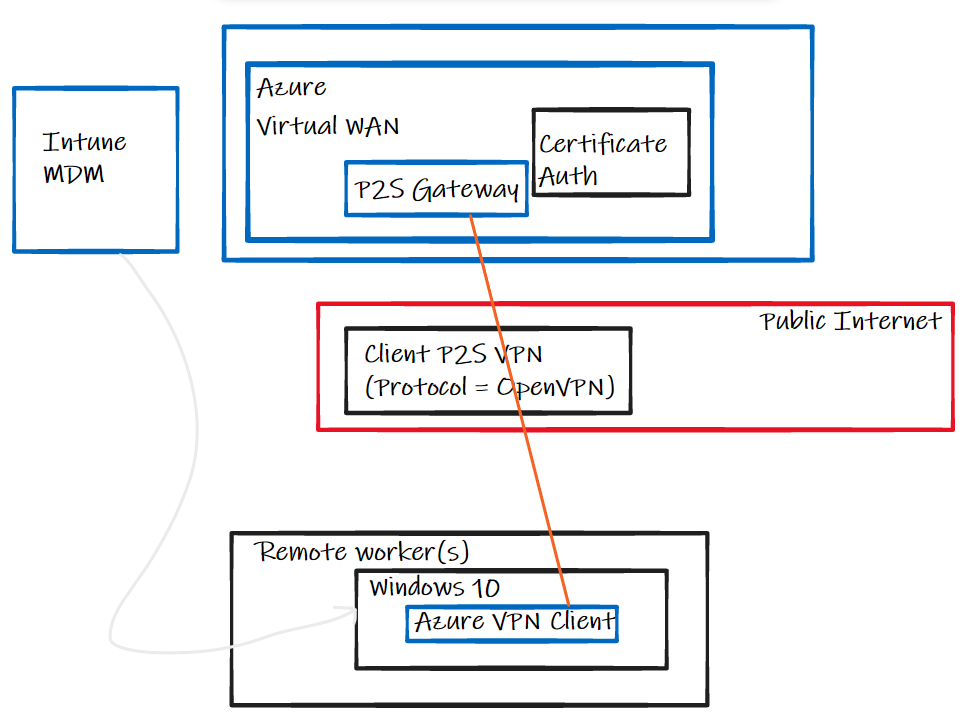 Intune
MDM
Azure
Virtual WAN
P2S Gateway
Certificate
Auth
Public Internet
Client P2S VPN
(Protocol = OpenVPN)
Remote worker(s)
Windows 10
Azure VPN Client